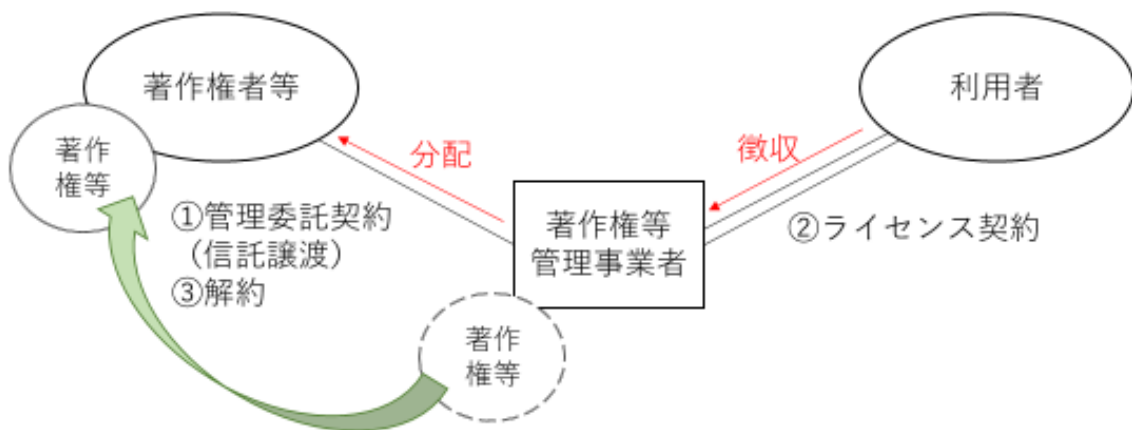 著作権者等
利用者
著作
権等
分配
徴収
①管理委託契約
(信託譲渡)
③解約
著作権等
管理事業者
②ライセンス契約
著作
権等